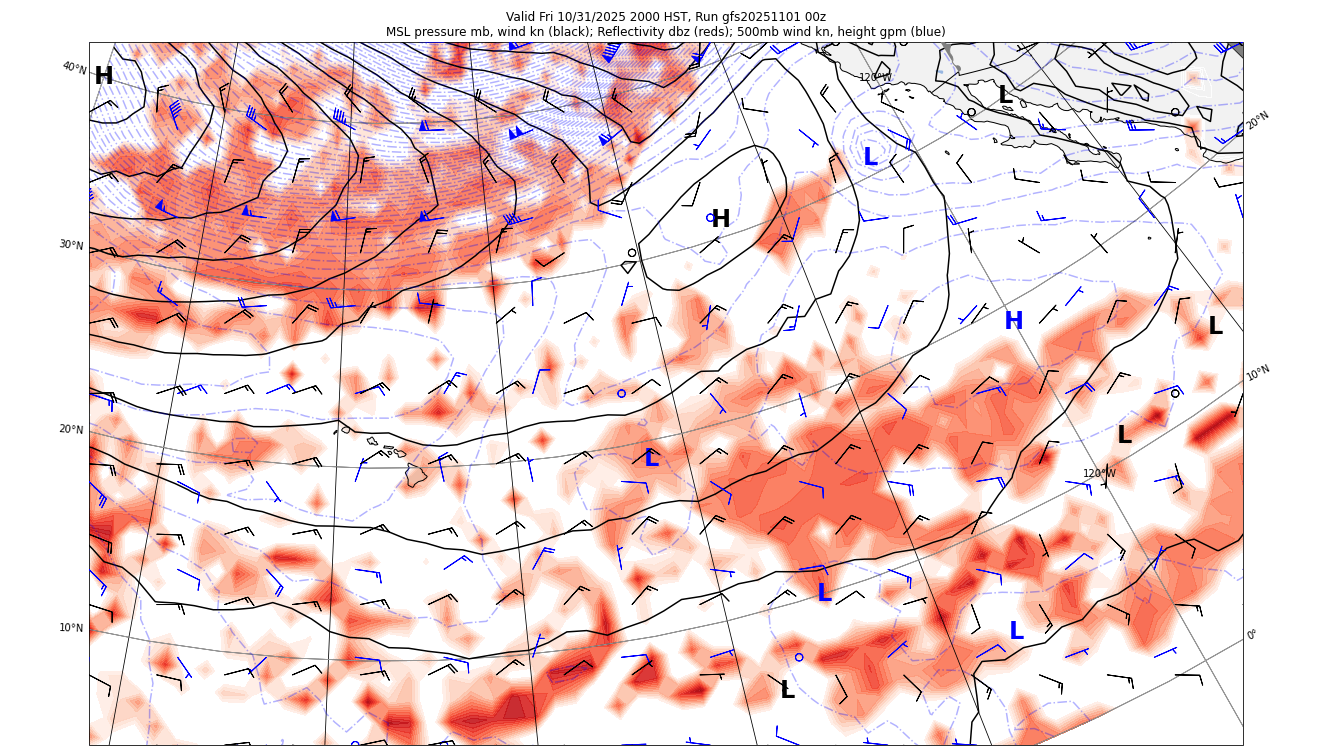 Valid Fri 10/31/2025 2000 HST, Run gfs20251101 00z
MSL pressure mb, wind kn (black); Reflectivity dbz (reds); 500mb wind kn, height gpm (blue)
40°N
H
120°W
L
20°N
L
30°N
H
H
L
10°N
20°N
L
L
120°W
10°N
L
L
0°
L